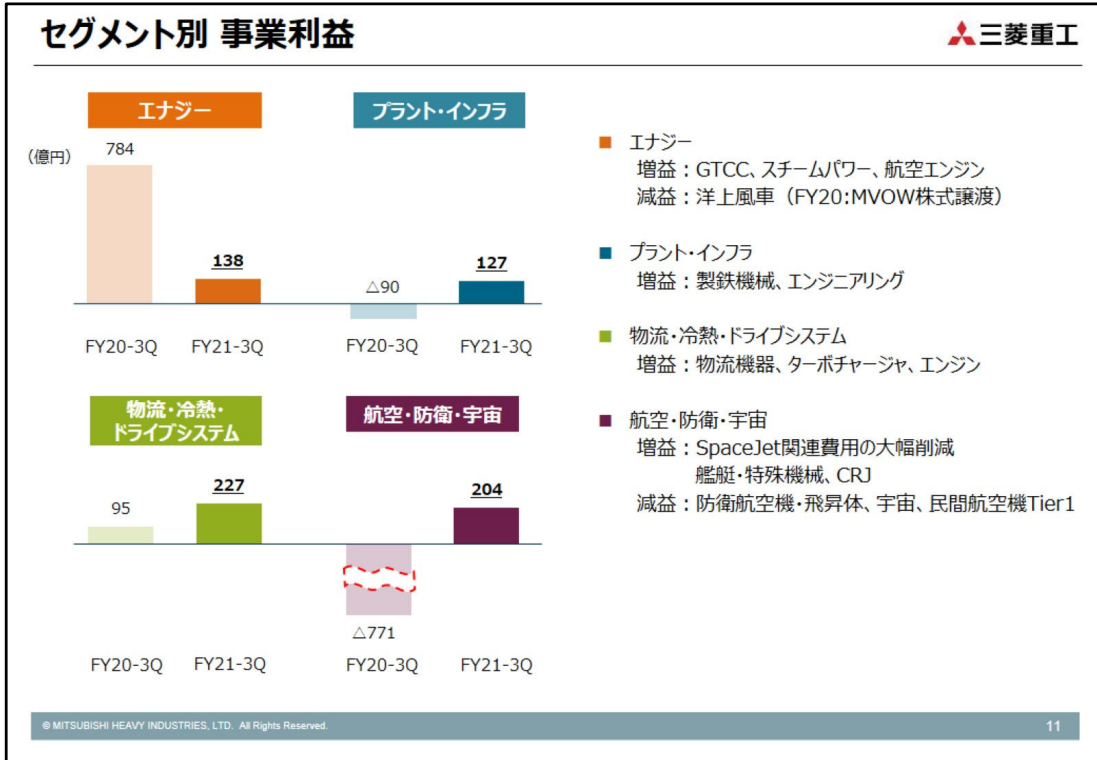 セグメント別 事業利益
三菱重工
エナジー
(億円)
784
138
FY20-3Q
FY21-3Q
プラント・インフラ
△90
127
FY20-3Q
FY21-3Q
物流・冷熱・
ドライブシステム
95
227
FY20-3Q
FY21-3Q
航空・防衛・宇宙
△771
204
FY20-3Q
FY21-3Q
■ エナジー
増益：GTCC、スチームパワー、航空エンジン
減益：洋上風車（FY20:MVOW株式譲渡）
■ プラント・インフラ
増益：製鉄機械、エンジニアリング
■ 物流・冷熱・ドライブシステム
増益：物流機器、ターボチャージャ、エンジン
■ 航空・防衛・宇宙
増益：SpaceJet関連費用の大幅削減
艦艇・特殊機械、CRJ
減益：防衛航空機・飛昇体、宇宙、民間航空機Tier1
© MITSUBISHI HEAVY INDUSTRIES, LTD. All Rights Reserved.
11